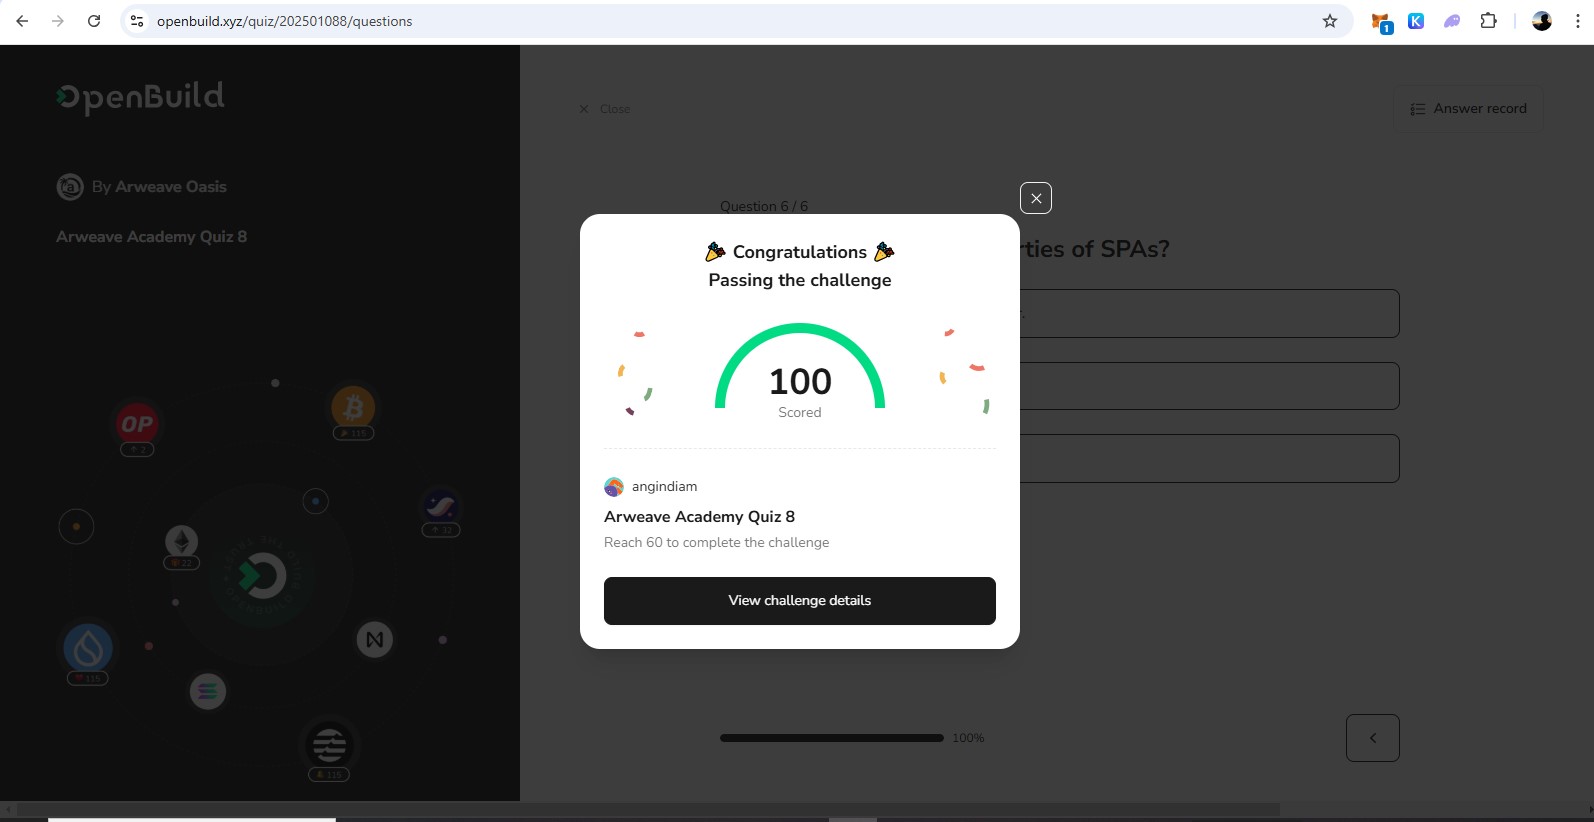 openbuild.xyz/quiz/202501088/questions
1
OpenBuild
By Arweave Oasis
Arweave Academy Quiz 8
OP
2
115
32
22
115
115
Close
Answer record
Question 6 / 6
rties of SPAs?
🎉 Congratulations 🎉
Passing the challenge
100
Scored
angindiam
Arweave Academy Quiz 8
Reach 60 to complete the challenge
View challenge details
100%